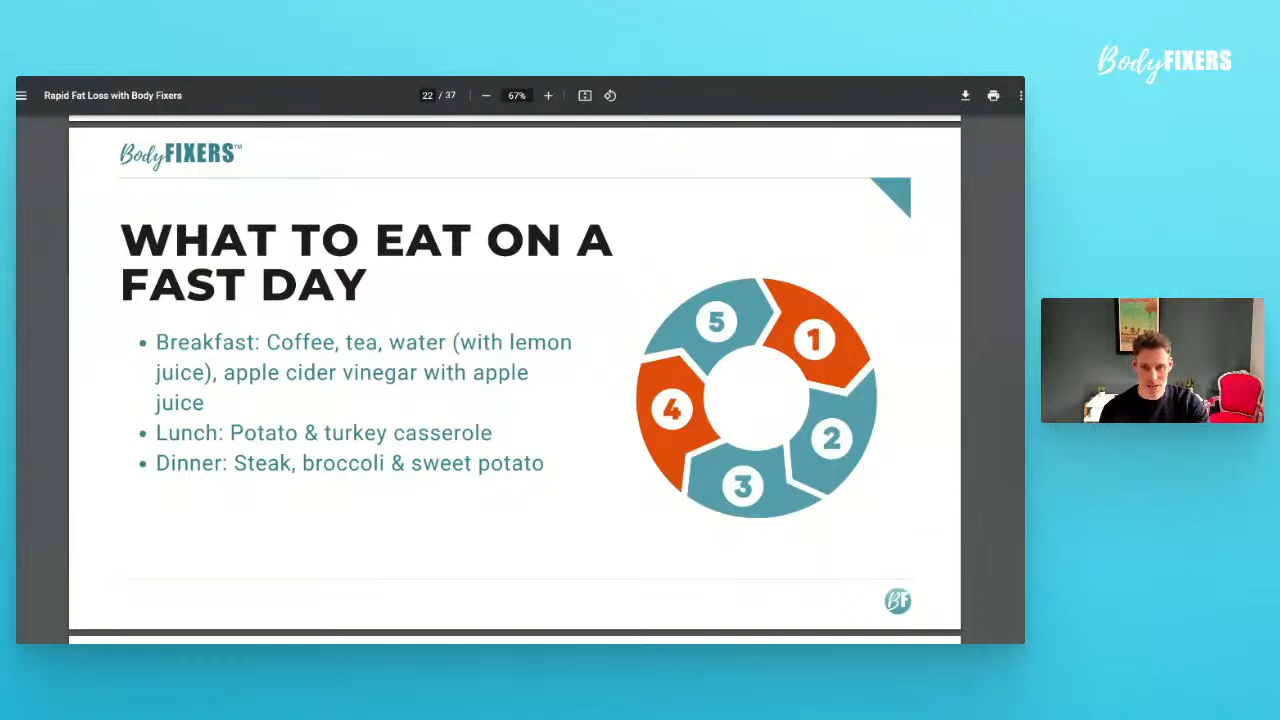 BodyFIXERS
Rapid Fat Loss with Body Fixers
22 / 37
67%
BodyFIXERS™
WHAT TO EAT ON A
FAST DAY
• Breakfast: Coffee, tea, water (with lemon
juice), apple cider vinegar with apple
juice
• Lunch: Potato & turkey casserole
• Dinner: Steak, broccoli & sweet potato
1
2
3
4
5
BF